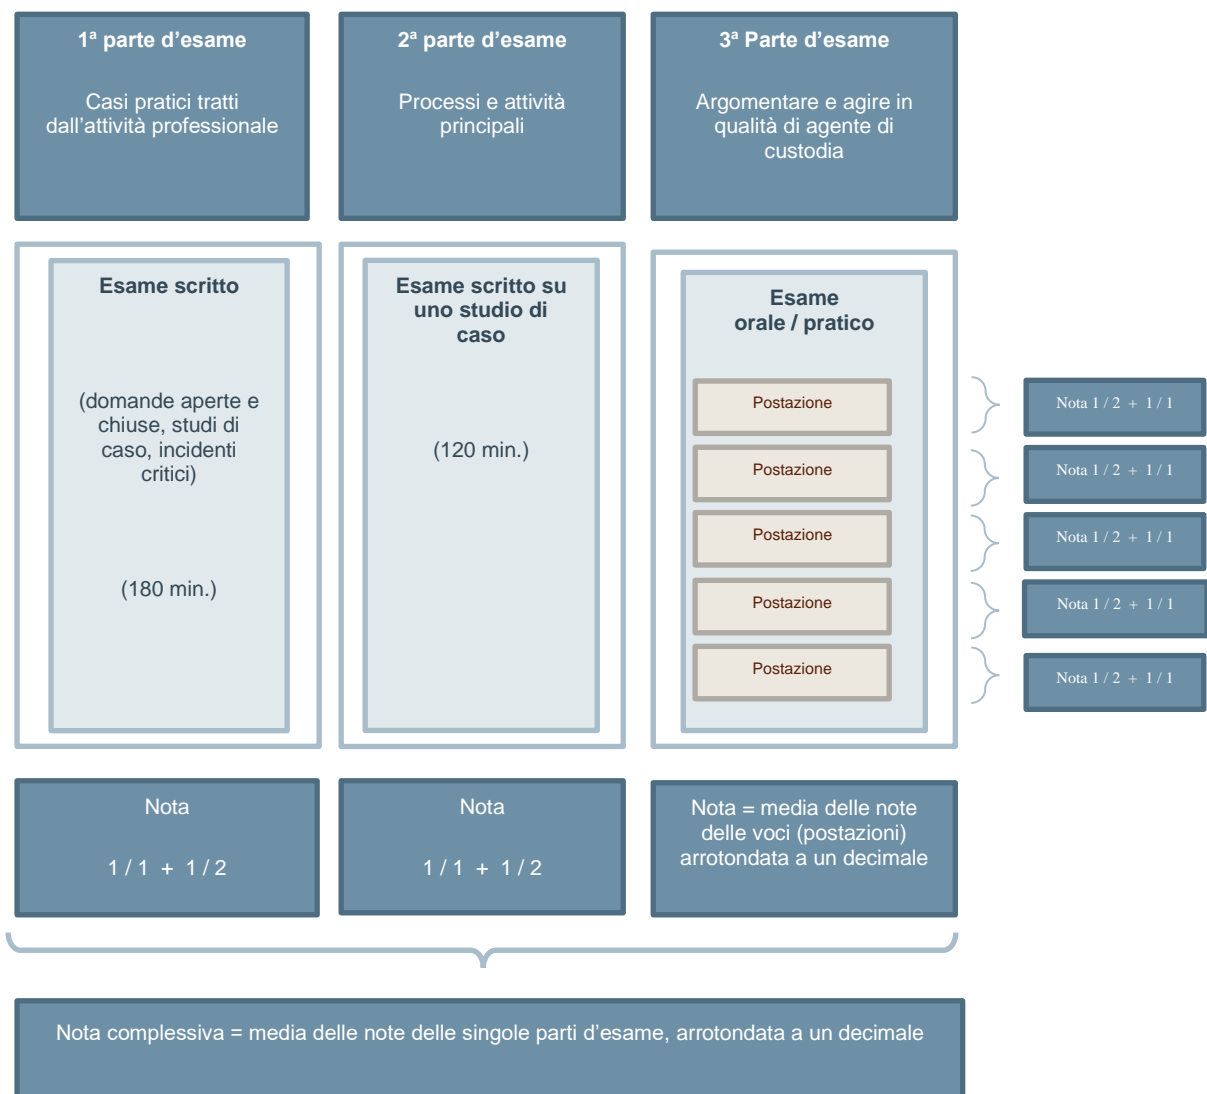 1ª parte d’esame
Casi pratici tratti
dall’attività professionale
2ª parte d’esame
Processi e attività
principali
3ª Parte d’esame
Argomentare e agire in
qualità di agente di
custodia
Esame scritto
(domande aperte e
chiuse, studi di
caso, incidenti
critici)
(180 min.)
Esame scritto su
uno studio di
caso
(120 min.)
Esame
orale / pratico
Postazione
Nota 1 / 2 + 1 / 1
Postazione
Nota 1 / 2 + 1 / 1
Postazione
Nota 1 / 2 + 1 / 1
Postazione
Nota 1 / 2 + 1 / 1
Postazione
Nota 1 / 2 + 1 / 1
Nota
1 / 1 + 1 / 2
Nota
1 / 1 + 1 / 2
Nota = media delle note
delle voci (postazioni)
arrotondata a un decimale
Nota complessiva = media delle note delle singole parti d’esame, arrotondata a un decimale